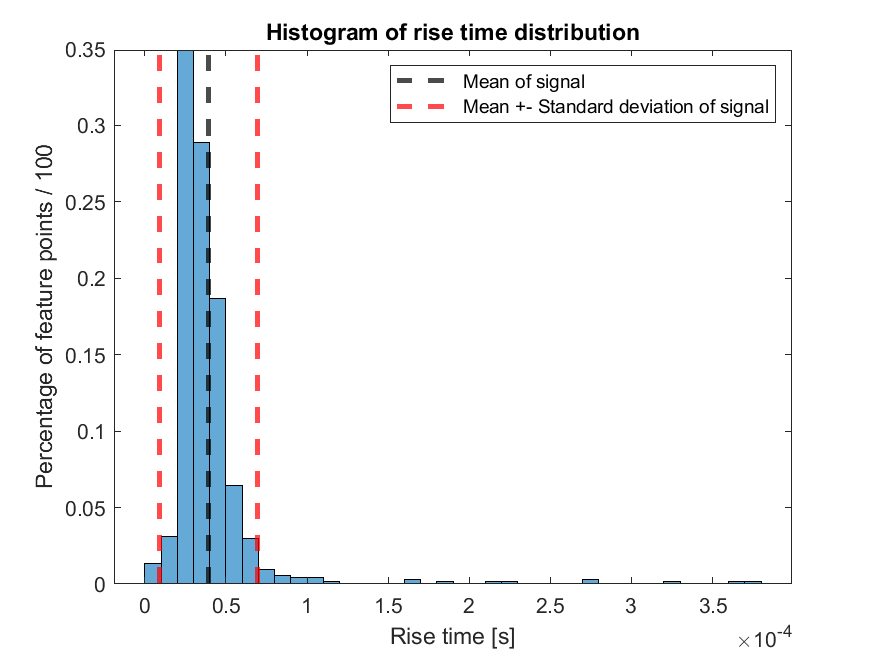 Histogram of rise time distribution
Mean of signal
Mean +- Standard deviation of signal
Percentage of feature points / 100
0.35
0.3
0.25
0.2
0.15
0.1
0.05
0
0 0.5 1 1.5 2 2.5 3 3.5
Rise time [s]
×10⁻⁴